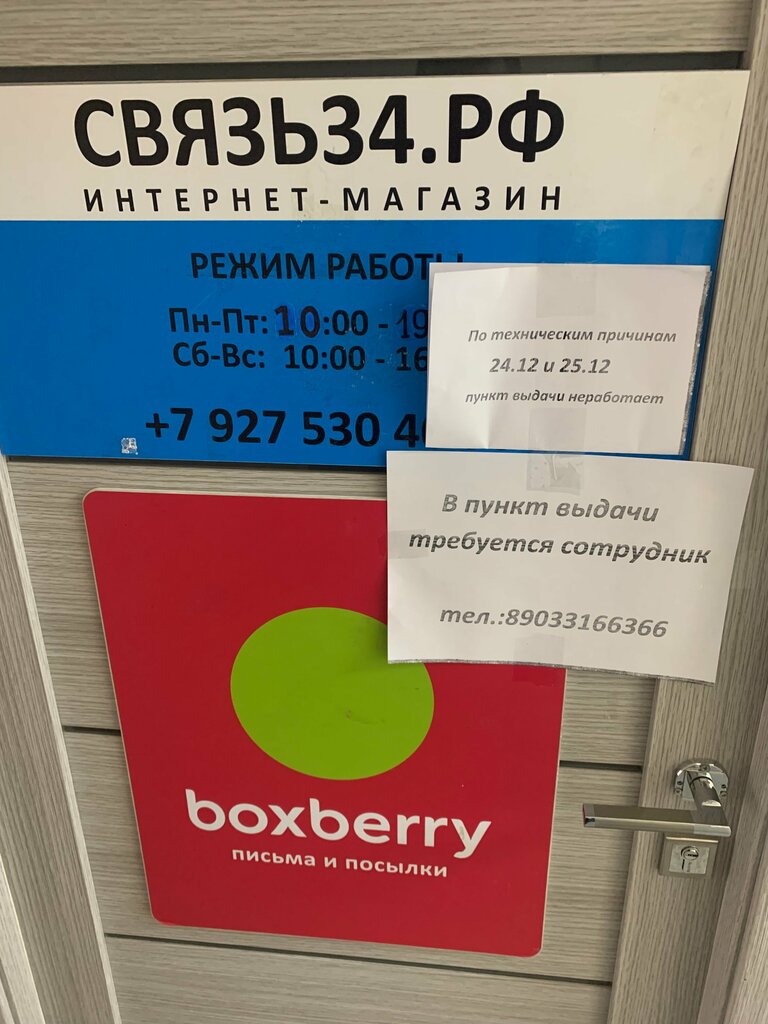 СВЯЗЬ34.РФ
ИНТЕРНЕТ-МАГАЗИН
РЕЖИМ РАБОТЫ
Пн-Пт: 10:00 - 19
Сб-Вс: 10:00 - 16
+7 927 530 4
По техническим причинам
24.12 и 25.12
пункт выдачи неработает
В пункт выдачи
требуется сотрудник
тел.:89033166366
boxberry
письма и посылки